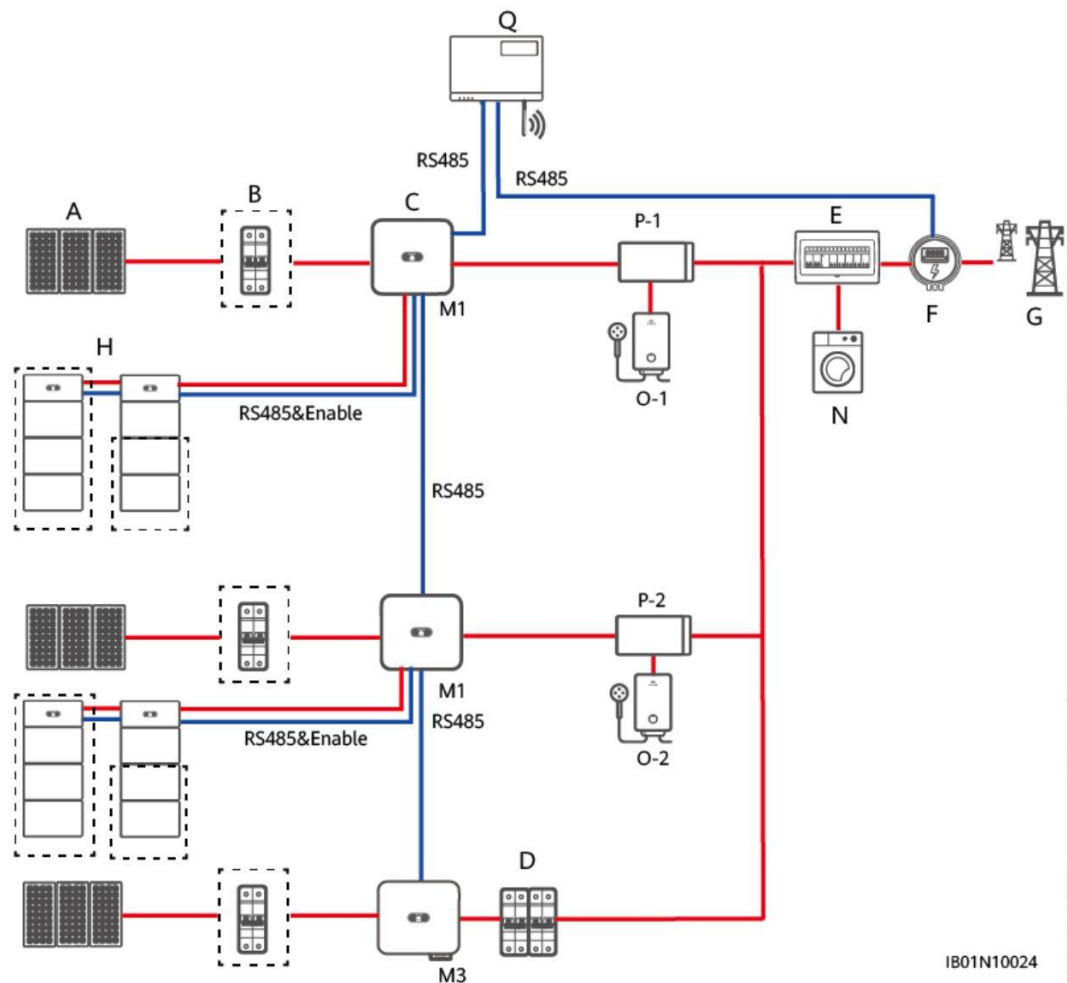 Q
RS485
RS485
A
B
C
P-1
E
M1
F
G
H
O-1
N
RS485&Enable
RS485
P-2
M1
RS485
RS485&Enable
O-2
D
M3
IB01N10024